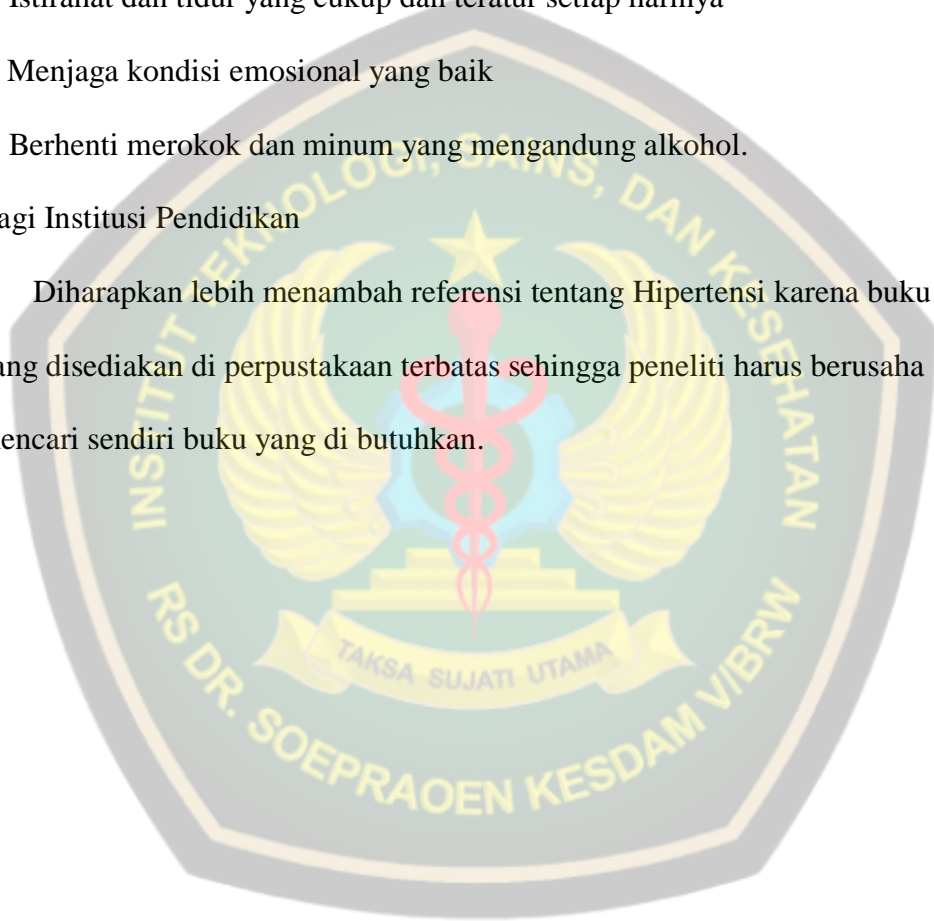 Istirahat dan tidur yang cukup dan teratur setiap harinya
Menjaga kondisi emosional yang baik
Berhenti merokok dan minum yang mengandung alkohol.
agi Institusi Pendidikan
Diharapkan lebih menambah referensi tentang Hipertensi karena buku
ang disediakan di perpustakaan terbatas sehingga peneliti harus berusaha
encari sendiri buku yang di butuhkan.
INSTITUT TEKNOLOGI, SAINS, DAN KESEHATAN
TAKSA SUJATI UTAMA
RS DR. SOEPRAOEN KESDAM V/BRW